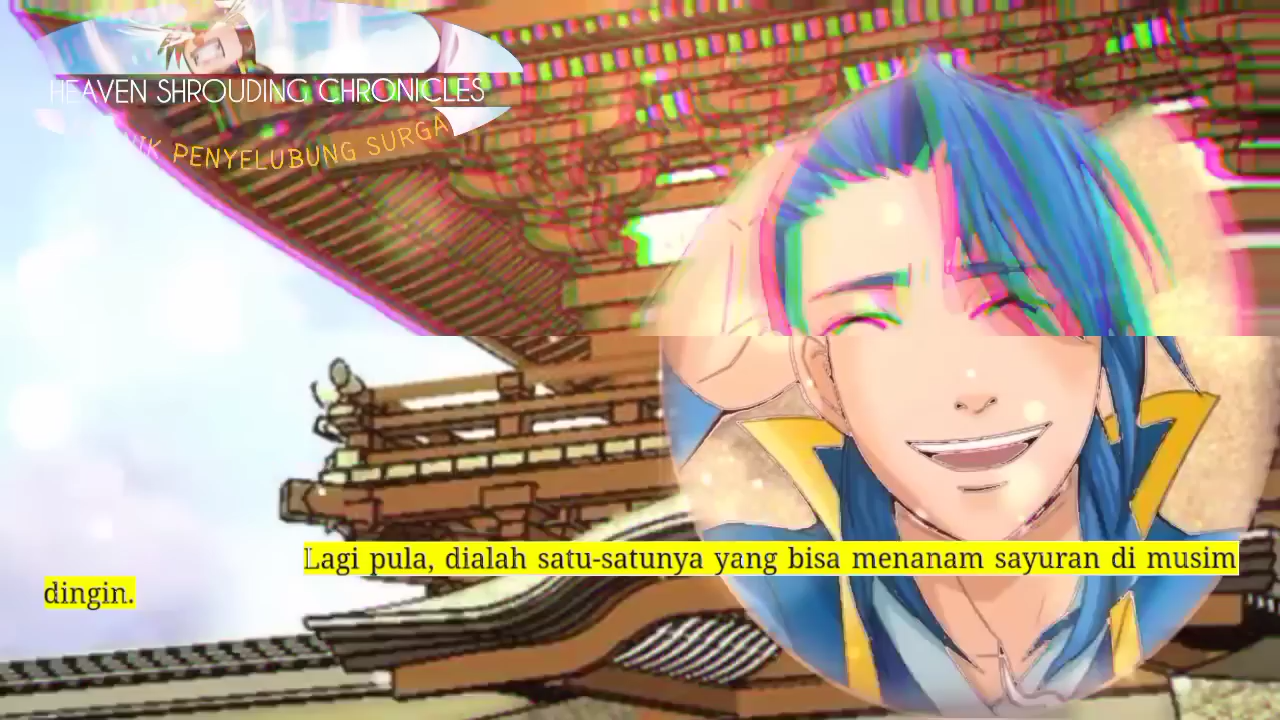 HEAVEN SHROUDING CHRONICLES
PENYELUBUNG SURGA
Lagi pula, dialah satu-satunya yang bisa menanam sayuran di musim
dingin.